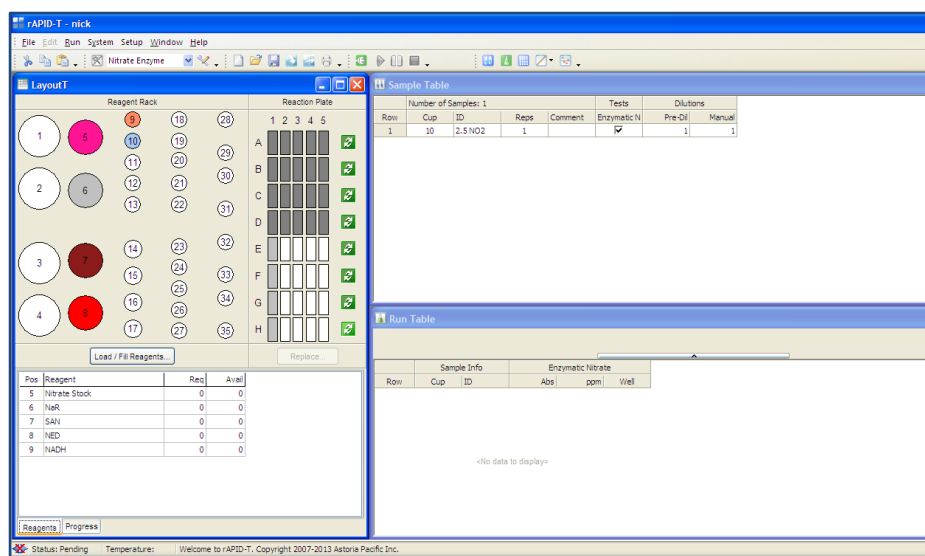 rAPID-T - nick
File Edit Run System Setup Window Help
Nitrate Enzyme
LayoutT
Reagent Rack
Reaction Plate
1 2 3 4 5
A
B
C
D
E
F
G
H
1
2
3
4
5
6
7
8
9
10
11
12
13
14
15
16
17
18
19
20
21
22
23
24
25
26
27
28
29
30
31
32
33
34
35
Load / Fill Reagents...
Replace...
Pos Reagent Req Avail
5 Nitrate Stock 0 0
6 NaR 0 0
7 SAN 0 0
8 NED 0 0
9 NADH 0 0
Reagents Progress
Sample Table
Number of Samples: 1 Tests Dilutions
Row Cup ID Reps Comment Enzymatic N Pre-Dil Manual
1 10 2.5 NO2 1 1 1
Run Table
Sample Info Enzymatic Nitrate
Row Cup ID Abs ppm Well
<No data to display>
Status: Pending Temperature: Welcome to rAPID-T. Copyright 2007-2013 Astoria Pacific Inc.